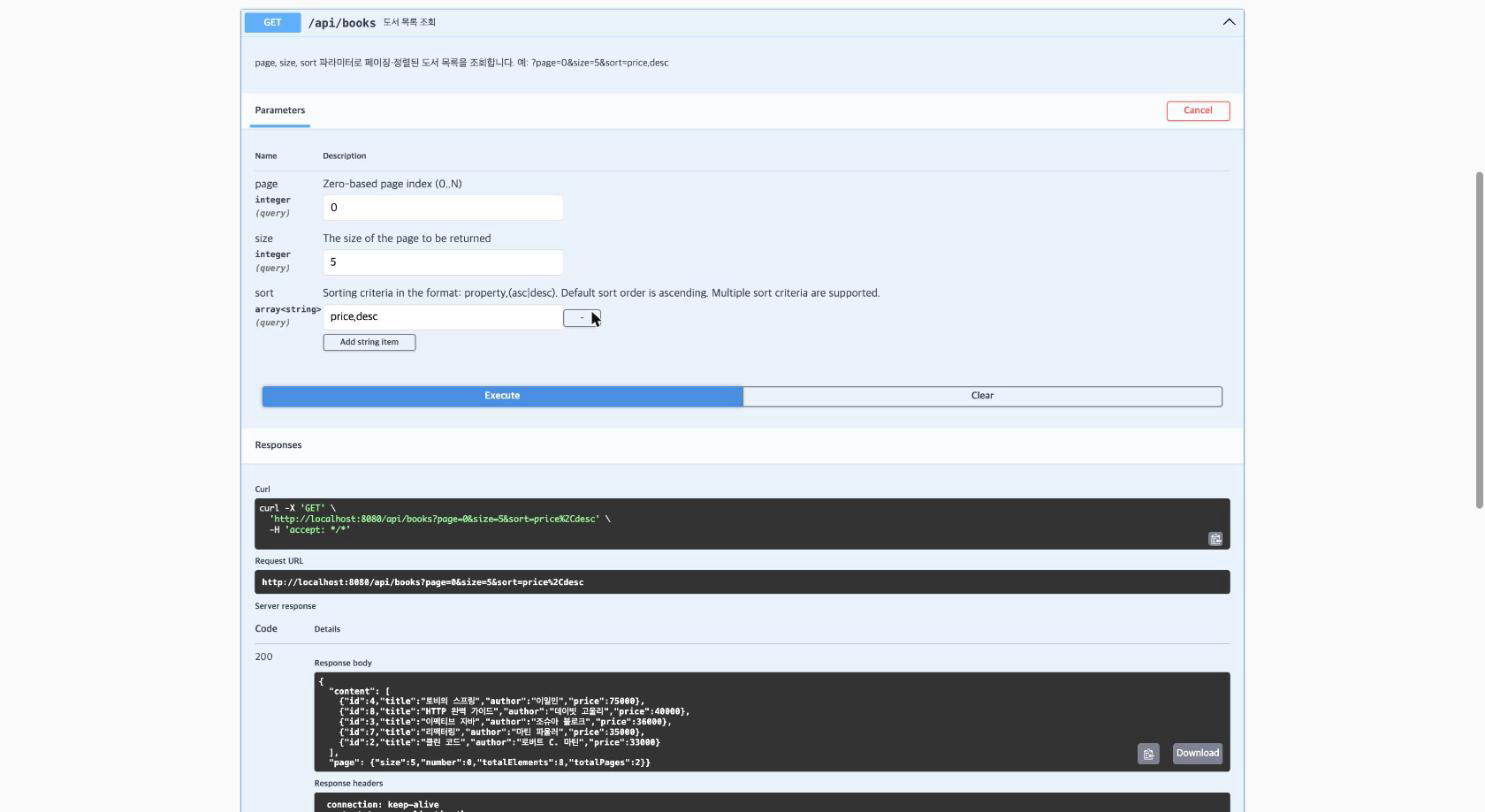 GET /api/books 도서 목록 조회
page, size, sort 파라미터로 페이징·정렬된 도서 목록을 조회합니다. 예: ?page=0&size=5&sort=price,desc
Parameters
Cancel
Name Description
page Zero-based page index (0..N)
integer
(query)
0
size The size of the page to be returned
integer
(query)
5
sort Sorting criteria in the format: property,(asc|desc). Default sort order is ascending. Multiple sort criteria are supported.
array<string>
(query)
price,desc -
Add string item
Execute Clear
Responses
Curl
curl -X 'GET' \
'http://localhost:8080/api/books?page=0&size=5&sort=price%2Cdesc' \
-H 'accept: */*'
Request URL
http://localhost:8080/api/books?page=0&size=5&sort=price%2Cdesc
Server response
Code Details
200
Response body
{
"content": [
{"id":4,"title":"토비의 스프링","author":"이일민","price":75000},
{"id":8,"title":"HTTP 완벽 가이드","author":"데이빗 고울리","price":40000},
{"id":3,"title":"이펙티브 자바","author":"조슈아 블로크","price":36000},
{"id":7,"title":"리팩터링","author":"마틴 파울러","price":35000},
{"id":2,"title":"클린 코드","author":"로버트 C. 마틴","price":33000}
],
"page": {"size":5,"number":0,"totalElements":8,"totalPages":2}}
Download
Response headers
connection: keep-alive